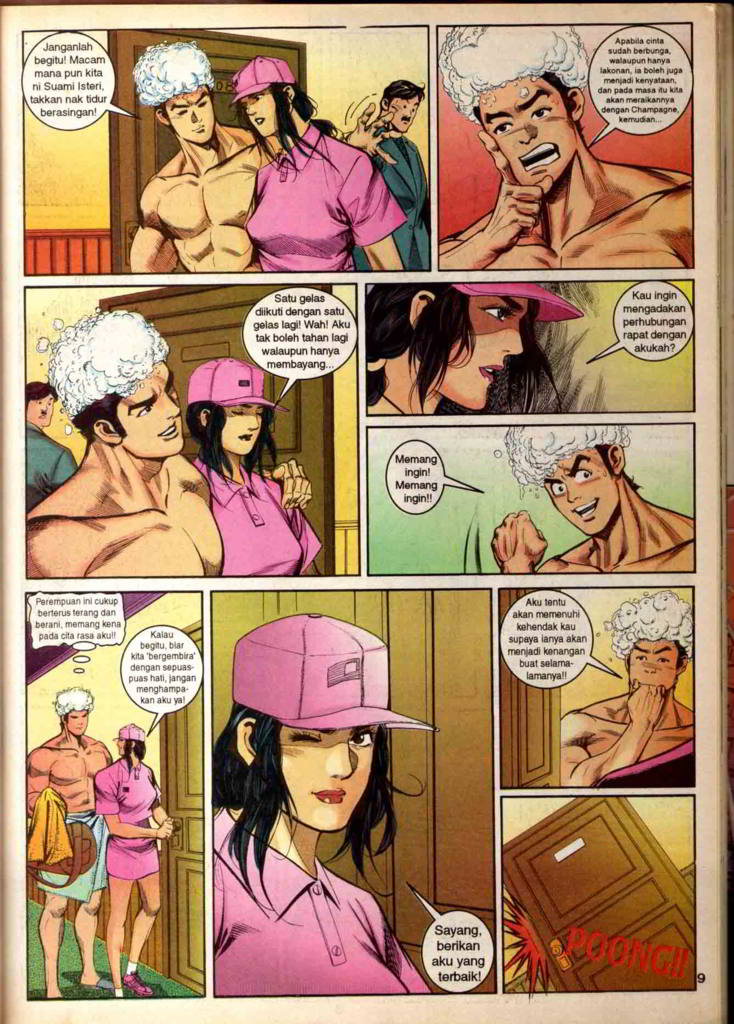 Janganlah
begitu! Macam
mana pun kita
ni Suami Isteri,
takkan nak tidur
berasingan!
Apabila cinta
sudah berbunga,
walaupun hanya
lakonan, ia boleh juga
menjadi kenyataan,
dan pada masa itu kita
akan meraikannya
dengan Champagne,
kemudian...
Satu gelas
diikuti dengan satu
gelas lagi! Wah! Aku
tak boleh tahan lagi
walaupun hanya
membayang...
Kau ingin
mengadakan
perhubungan
rapat dengan
akukah?
Memang
ingin!
Memang
ingin!!
Perempuan ini cukup
berterus terang dan
berani, memang kena
pada cita rasa aku!!
Kalau
begitu, biar
kita 'bergembira'
dengan sepuas-
puas hati, jangan
menghampa-
kan aku ya!
Sayang,
berikan
aku yang
terbaik!
Aku tentu
akan memenuhi
kehendak kau
supaya ianya akan
menjadi kenangan
buat selama-
lamanya!!
POONG!!
9